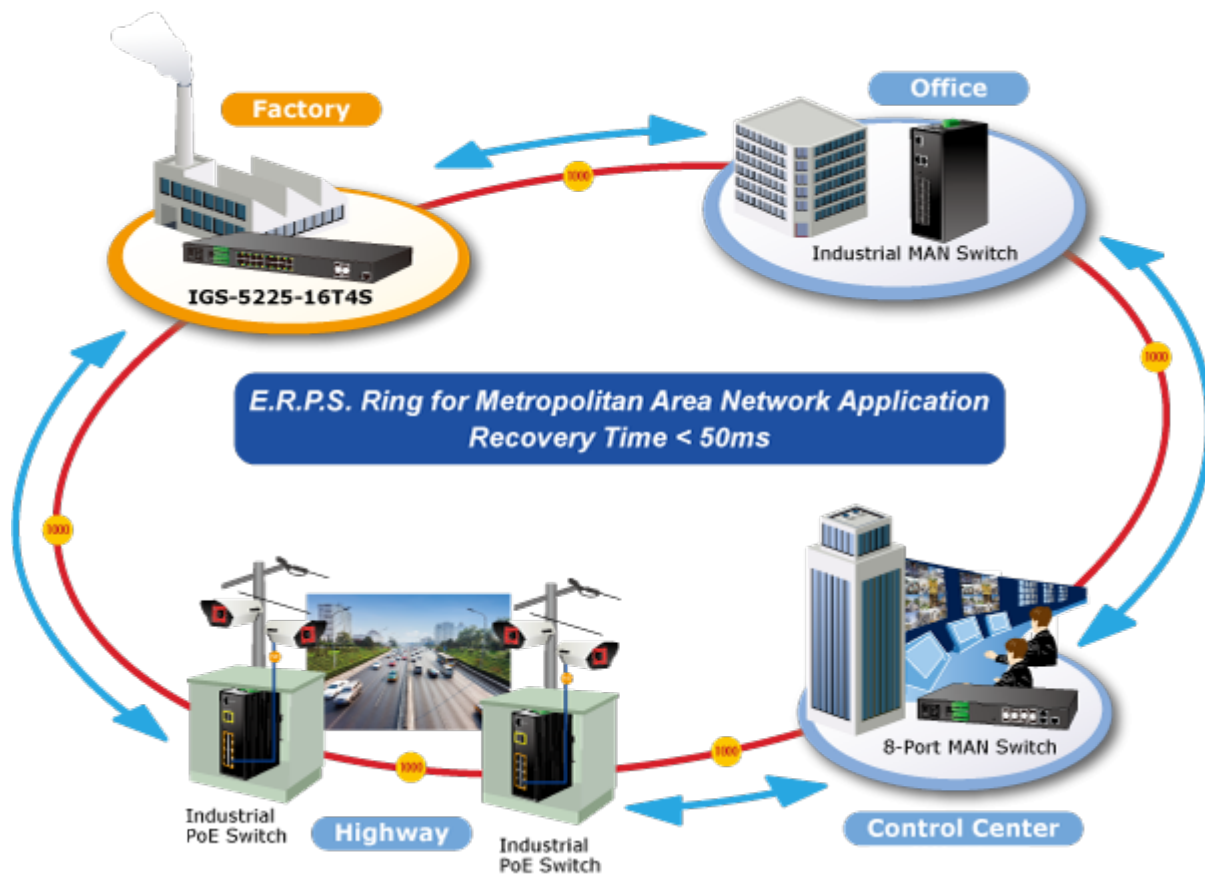 Factory
Office
1000
Industrial MAN Switch
IGS-5225-16T4S
1000
E.R.P.S. Ring for Metropolitan Area Network Application
Recovery Time < 50ms
1000
8-Port MAN Switch
1000
1000
Industrial
PoE Switch
Highway
Industrial
PoE Switch
Control Center